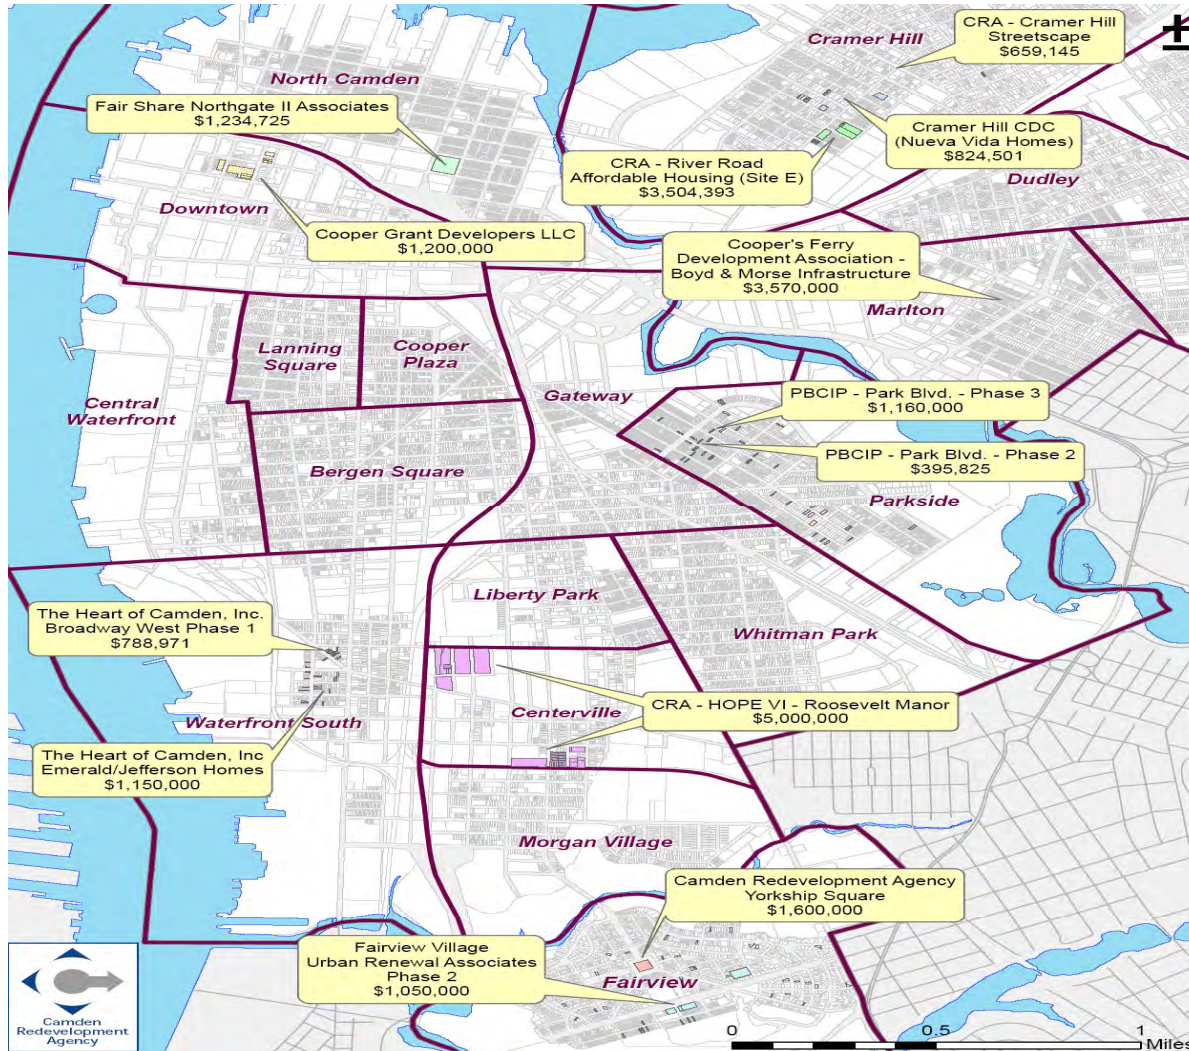 CRA - Cramer Hill
Streetscape
$659,145
Cramer Hill
North Camden
Fair Share Northgate II Associates
$1,234,725
Cramer Hill CDC
(Nueva Vida Homes)
$824,501
CRA - River Road
Affordable Housing (Site E)
$3,504,393
Dudley
Downtown
Cooper Grant Developers LLC
$1,200,000
Cooper's Ferry
Development Association -
Boyd & Morse Infrastructure
$3,570,000
Marlton
Lanning
Square
Cooper
Plaza
Gateway
Central
Waterfront
PBCIP - Park Blvd. - Phase 3
$1,160,000
PBCIP - Park Blvd. - Phase 2
$395,825
Bergen Square
Parkside
Liberty Park
The Heart of Camden, Inc.
Broadway West Phase 1
$788,971
Whitman Park
CRA - HOPE VI - Roosevelt Manor
$5,000,000
Centerville
Waterfront South
The Heart of Camden, Inc
Emerald/Jefferson Homes
$1,150,000
Morgan Village
Camden Redevelopment Agency
Yorkship Square
$1,600,000
Fairview Village
Urban Renewal Associates
Phase 2
$1,050,000
Fairview
Camden
Redevelopment
Agency
0 0.5 1
Miles